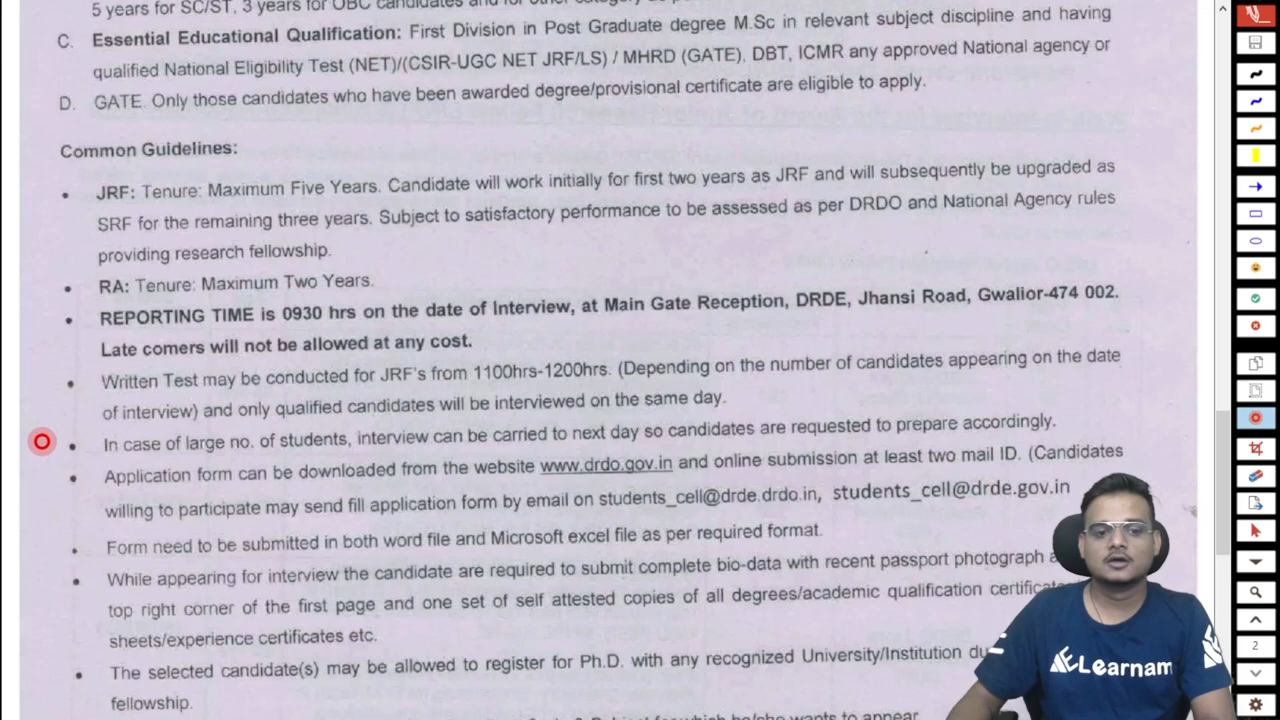 5 years for SC/ST, 3 years for OBC candidates and for other category as
C. Essential Educational Qualification: First Division in Post Graduate degree M.Sc in relevant subject discipline and having
qualified National Eligibility Test (NET)/(CSIR-UGC NET JRF/LS) / MHRD (GATE), DBT, ICMR any approved National agency or
D. GATE. Only those candidates who have been awarded degree/provisional certificate are eligible to apply.
Common Guidelines:
• JRF: Tenure: Maximum Five Years. Candidate will work initially for first two years as JRF and will subsequently be upgraded as
SRF for the remaining three years. Subject to satisfactory performance to be assessed as per DRDO and National Agency rules
providing research fellowship.
• RA: Tenure: Maximum Two Years.
• REPORTING TIME is 0930 hrs on the date of Interview, at Main Gate Reception, DRDE, Jhansi Road, Gwalior-474 002.
Late comers will not be allowed at any cost.
• Written Test may be conducted for JRF's from 1100hrs-1200hrs. (Depending on the number of candidates appearing on the date
of interview) and only qualified candidates will be interviewed on the same day.
• In case of large no. of students, interview can be carried to next day so candidates are requested to prepare accordingly.
• Application form can be downloaded from the website www.drdo.gov.in and online submission at least two mail ID. (Candidates
willing to participate may send fill application form by email on students_cell@drde.drdo.in, students_cell@drde.gov.in
• Form need to be submitted in both word file and Microsoft excel file as per required format.
• While appearing for interview the candidate are required to submit complete bio-data with recent passport photograph
top right corner of the first page and one set of self attested copies of all degrees/academic qualification
sheets/experience certificates etc.
• The selected candidate(s) may be allowed to register for Ph.D. with any recognized University/Institution
fellowship.
which he/she wants to appear
Learnam
2